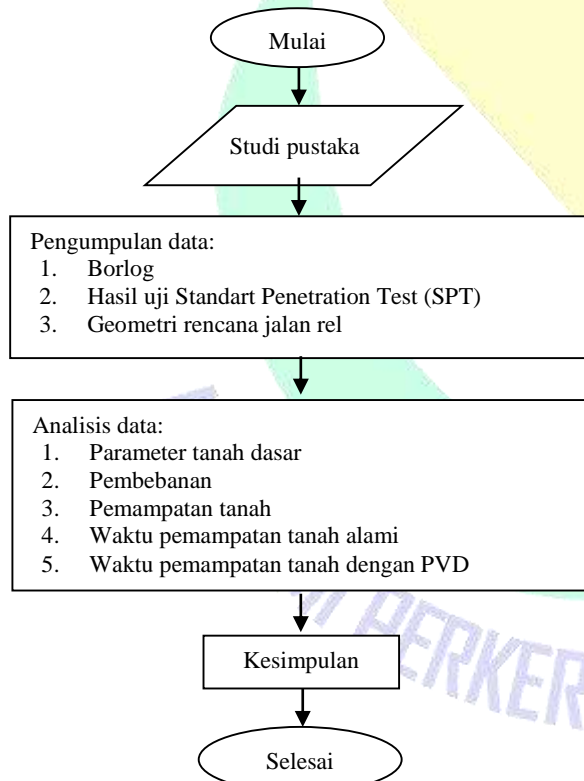 Mulai
Studi pustaka
Pengumpulan data:
1. Borlog
2. Hasil uji Standart Penetration Test (SPT)
3. Geometri rencana jalan rel
Analisis data:
1. Parameter tanah dasar
2. Pembebanan
3. Pemampatan tanah
4. Waktu pemampatan tanah alami
5. Waktu pemampatan tanah dengan PVD
Kesimpulan
Selesai